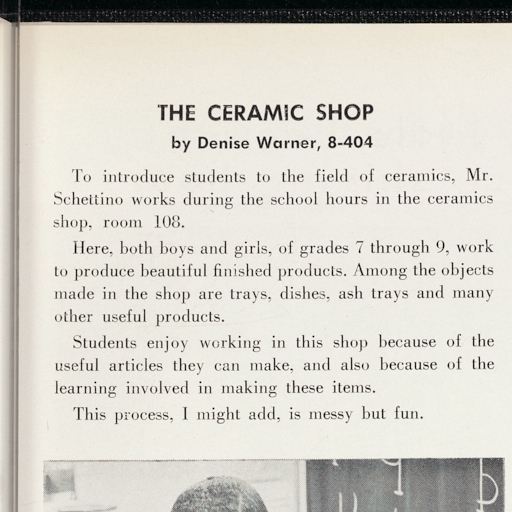 THE CERAMIC SHOP
by Denise Warner, 8-404
To introduce students to the field of ceramics, Mr.
Schettino works during the school hours in the ceramics
shop, room 108.
Here, both boys and girls, of grades 7 through 9, work
to produce beautiful finished products. Among the objects
made in the shop are trays, dishes, ash trays and many
other useful products.
Students enjoy working in this shop because of the
useful articles they can make, and also because of the
learning involved in making these items.
This process, I might add, is messy but fun.